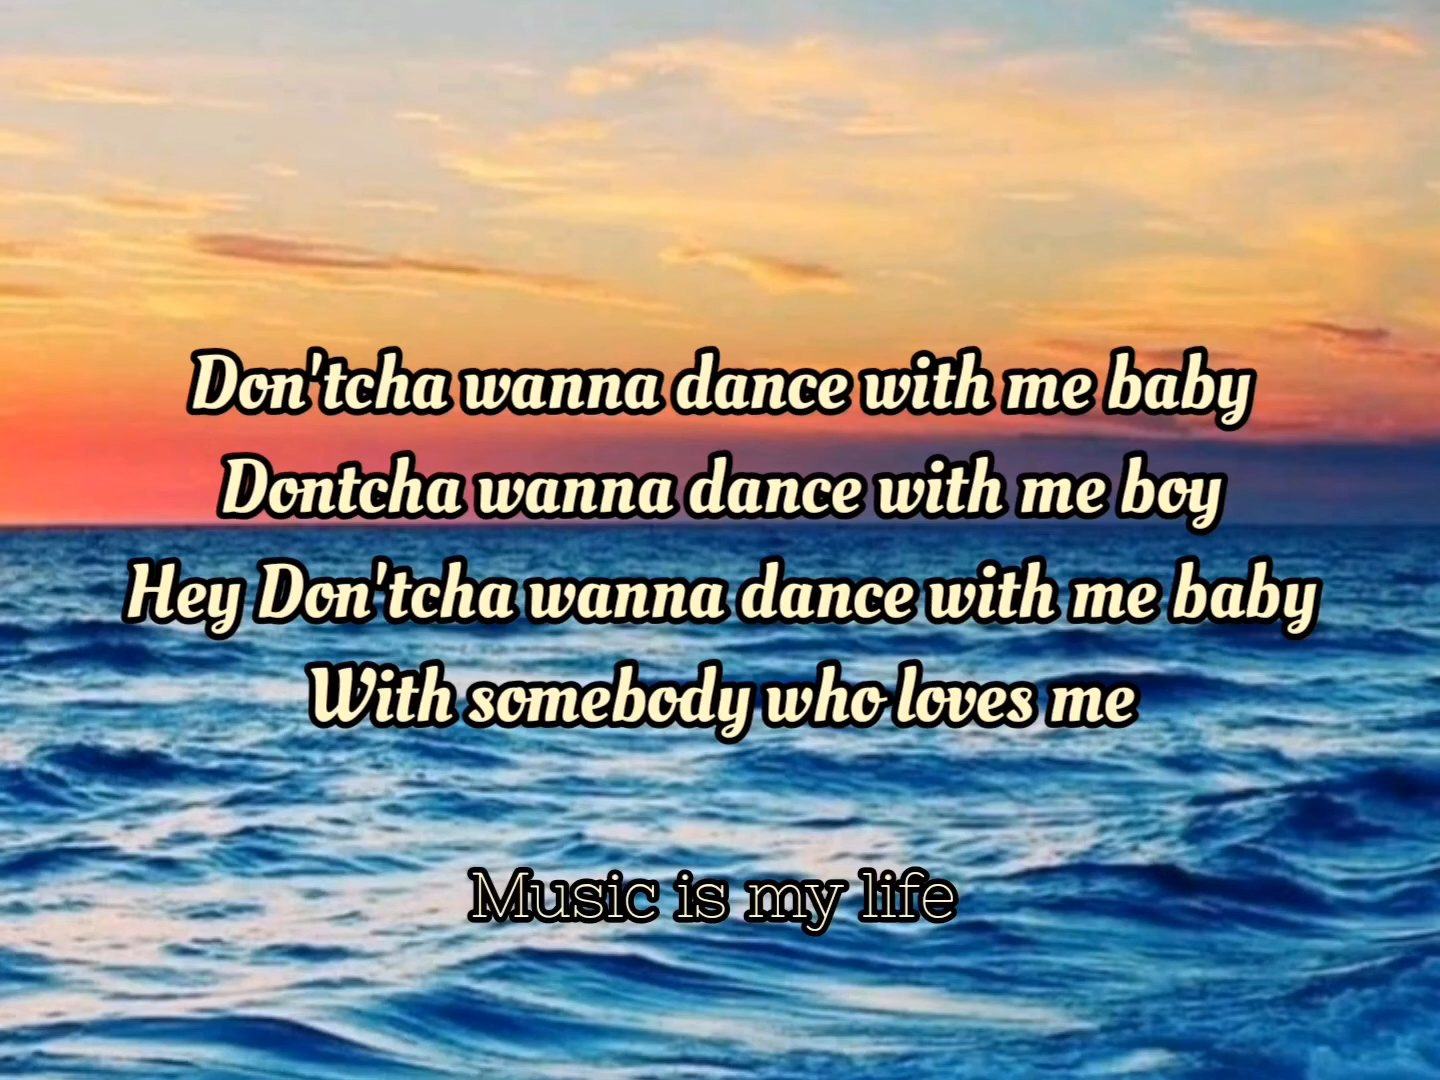 Don'tcha wanna dance with me baby
Dontcha wanna dance with me boy
Hey Don'tcha wanna dance with me baby
With somebody who loves me
Music is my life